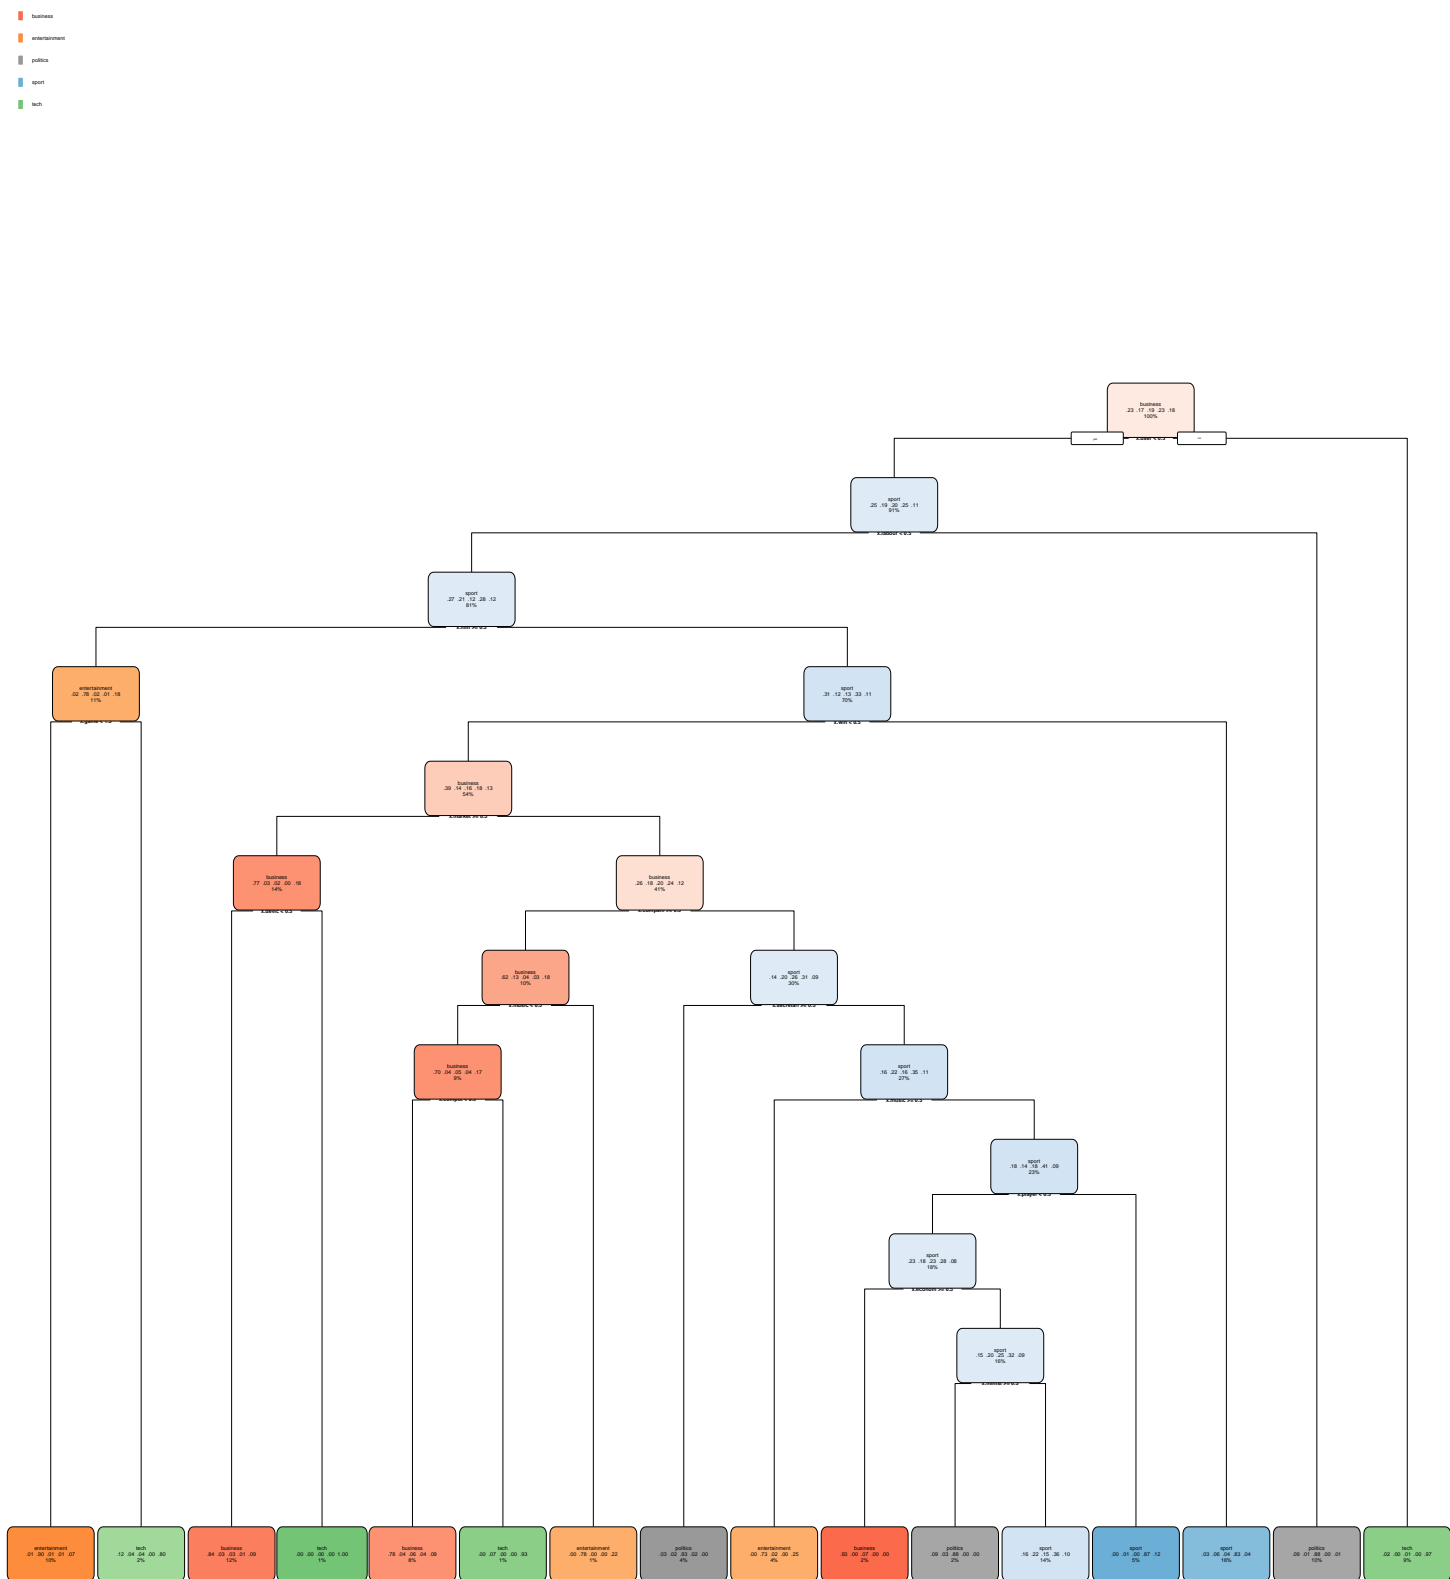 business
entertainment
politics
sport
tech
business
.23 .17 .19 .23 .18
100%
sport
.25 .19 .20 .25 .11
91%
x.labour < 0.5
sport
.27 .21 .12 .28 .12
81%
entertainment
.02 .78 .02 .01 .18
11%
sport
.31 .12 .13 .33 .11
70%
x.win < 0.5
business
.39 .14 .16 .18 .13
54%
business
.77 .03 .02 .00 .18
14%
business
.26 .18 .20 .24 .12
41%
business
.62 .13 .04 .03 .18
10%
sport
.14 .20 .26 .31 .09
30%
business
.70 .04 .05 .04 .17
9%
sport
.16 .22 .16 .35 .11
27%
sport
.18 .14 .18 .41 .09
23%
x.player < 0.5
sport
.23 .18 .23 .28 .08
18%
sport
.15 .20 .25 .32 .09
16%
entertainment
.01 .90 .01 .01 .07
10%
tech
.12 .04 .04 .00 .80
2%
business
.84 .03 .03 .01 .09
12%
tech
.00 .00 .00 .00 1.00
1%
business
.78 .04 .06 .04 .09
8%
tech
.00 .07 .00 .00 .93
1%
entertainment
.00 .78 .00 .00 .22
1%
politics
.03 .02 .93 .02 .00
4%
entertainment
.00 .73 .02 .00 .25
4%
business
.93 .00 .07 .00 .00
2%
politics
.09 .03 .88 .00 .00
2%
sport
.16 .22 .15 .36 .10
14%
sport
.00 .01 .00 .87 .12
5%
sport
.03 .06 .04 .83 .04
16%
politics
.09 .01 .88 .00 .01
10%
tech
.02 .00 .01 .00 .97
9%